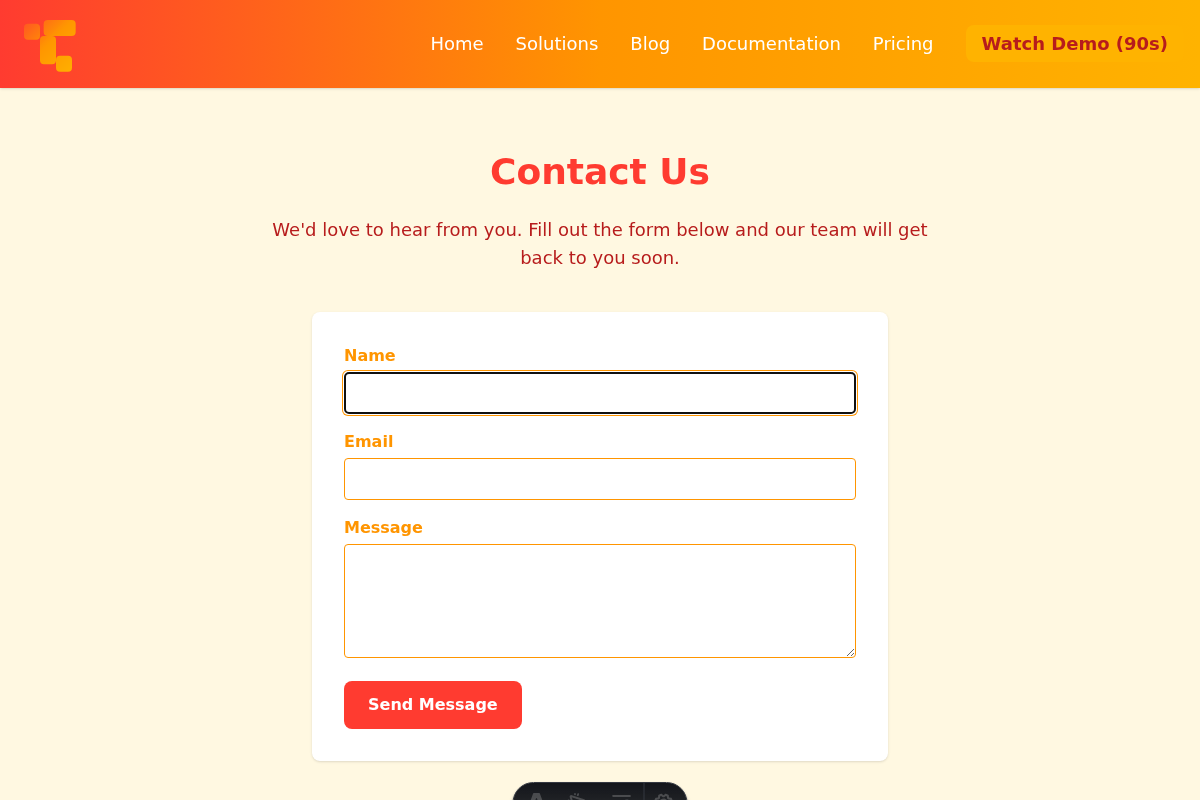 Home Solutions Blog Documentation Pricing Watch Demo (90s)
Contact Us
We'd love to hear from you. Fill out the form below and our team will get
back to you soon.
Name
Email
Message
Send Message